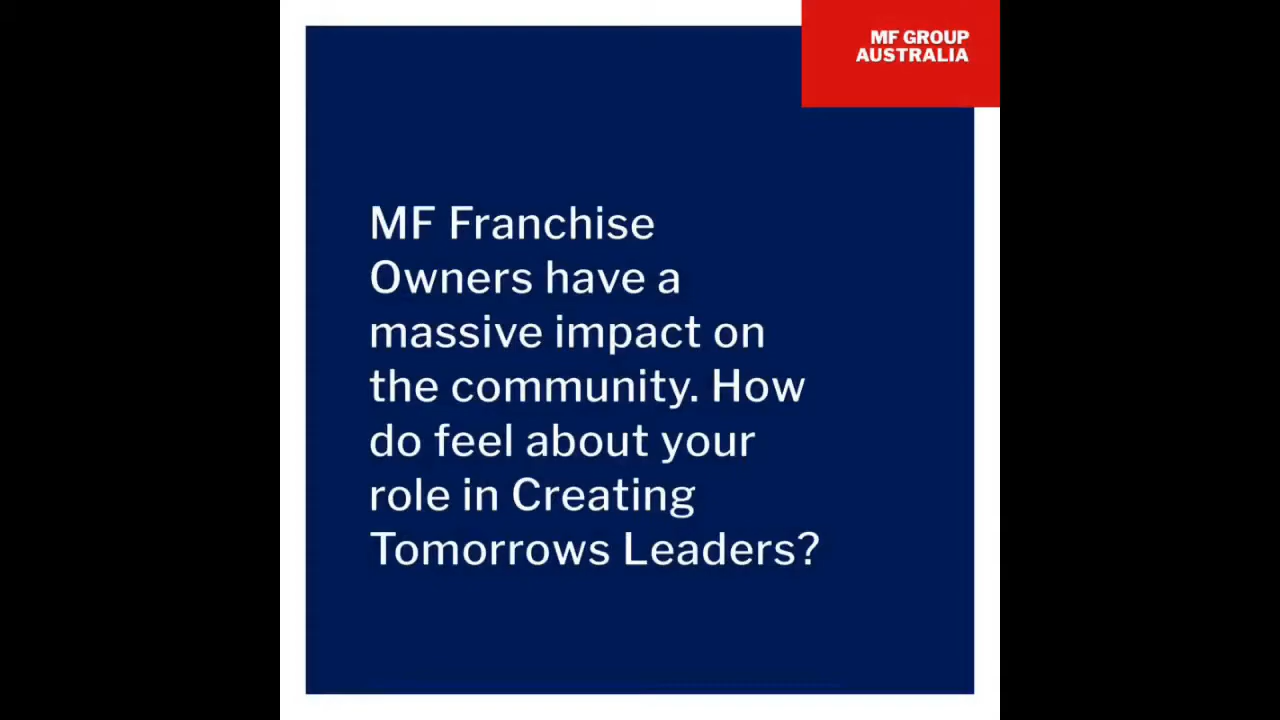 MF GROUP
AUSTRALIA
MF Franchise
Owners have a
massive impact on
the community. How
do feel about your
role in Creating
Tomorrows Leaders?